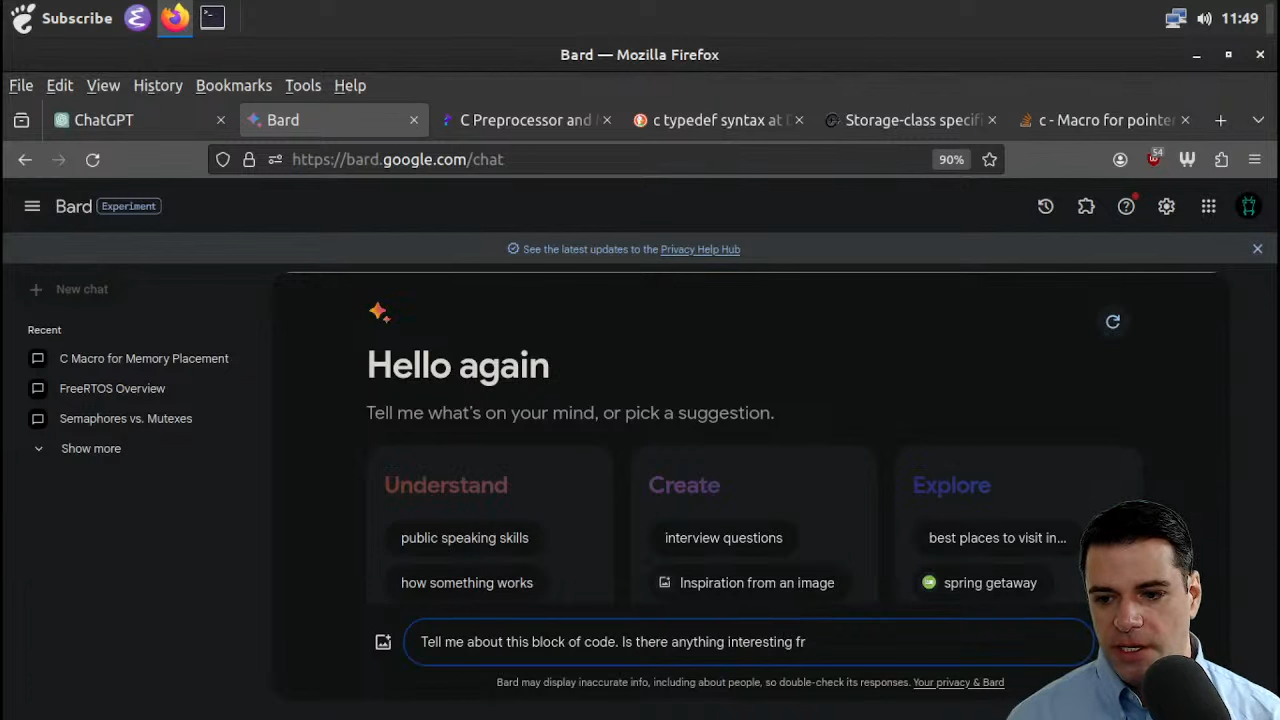 Subscribe
11:49
Bard — Mozilla Firefox
File Edit View History Bookmarks Tools Help
ChatGPT
Bard
C Preprocessor and
c typedef syntax at
Storage-class specifi
c - Macro for pointe
https://bard.google.com/chat
90%
54
Bard Experiment
See the latest updates to the Privacy Help Hub
New chat
Recent
C Macro for Memory Placement
FreeRTOS Overview
Semaphores vs. Mutexes
Show more
Hello again
Tell me what's on your mind, or pick a suggestion.
Understand
public speaking skills
how something works
Create
interview questions
Inspiration from an image
Explore
best places to visit in...
spring getaway
Tell me about this block of code. Is there anything interesting fr
Bard may display inaccurate info, including about people, so double-check its responses. Your privacy & Bard